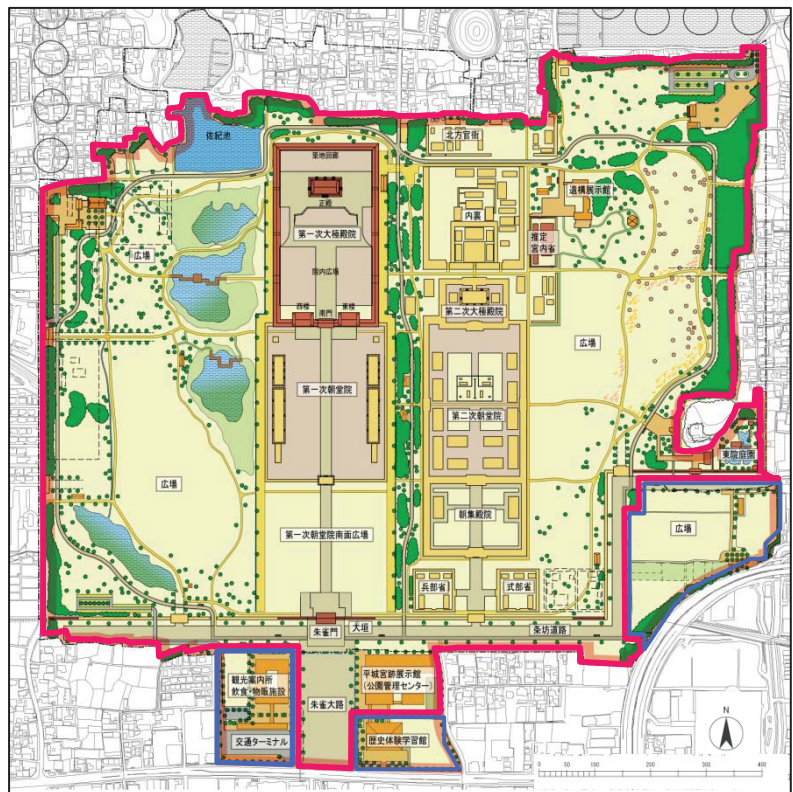 佐紀池
北方官衙
築地回廊
正殿
内裏
遺構展示館
第一次大極殿院
推定
宮内省
広場
院内広場
西楼
南門
東楼
第二次大極殿院
広場
第一次朝堂院
第二次朝堂院
東院庭園
広場
朝集殿院
広場
第一次朝堂院南面広場
兵部省
式部省
朱雀門
大垣
条坊道路
観光案内所
飲食・物販施設
交通ターミナル
朱雀大路
平城宮跡展示館
(公園管理センター)
歴史体験学習館
N
0
50
100
200
300
400